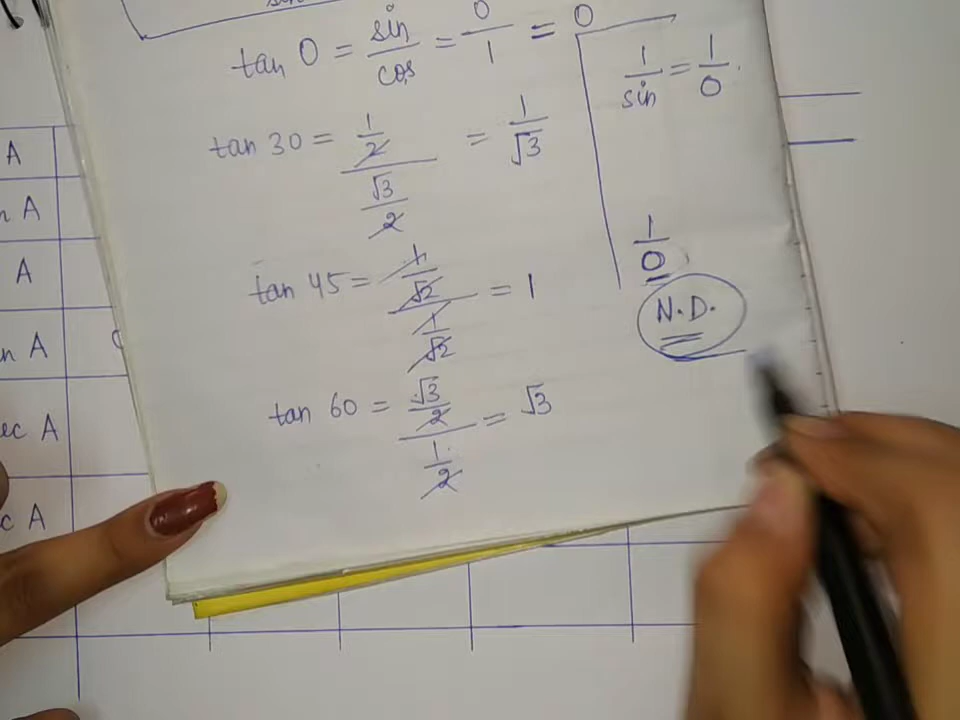 sin
tan 0 = sin/cos = 0/1 = 0
tan 30 = 1/2 / √3/2 = 1/√3
tan 45 = 1/√2 / 1/√2 = 1
tan 60 = √3/2 / 1/2 = √3
1/sin = 1/0
1/0
N.D.
A
A
A
A
ec A
c A